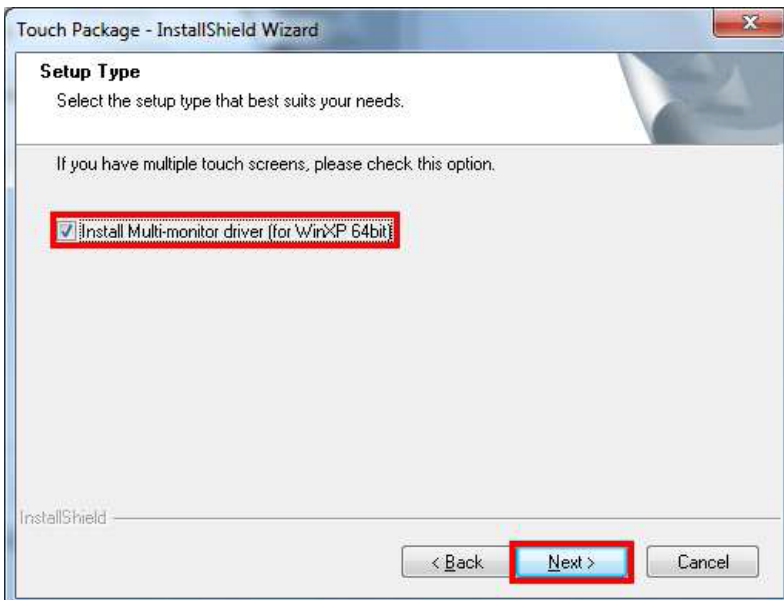 Touch Package - InstallShield Wizard
Setup Type
Select the setup type that best suits your needs.
If you have multiple touch screens, please check this option.
Install Multi-monitor driver (for WinXP 64bit)
InstallShield
< Back
Next >
Cancel